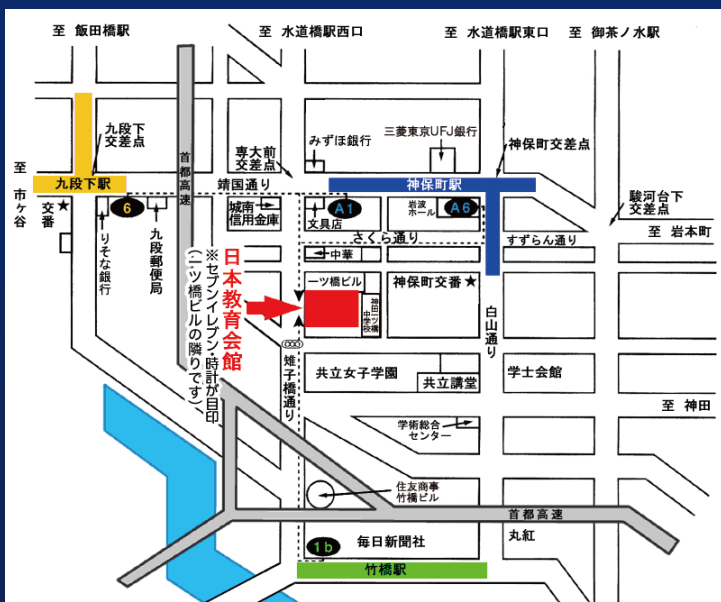 至 飯田橋駅
至 水道橋駅西口
至 水道橋駅東口
至 御茶ノ水駅
九段下
交差点
首都高速
専大前
交差点
みずほ銀行
三菱東京UFJ銀行
神保町交差点
至 市ヶ谷
九段下駅
靖国通り
神保町駅
駿河台下
交差点
交番
★
6
城南
信用金庫
A1
文具店
岩波
ホール
A6
りそな銀行
九段郵便局
さくら通り
すずらん通り
至 岩本町
中華
日本教育会館
※セブンイレブン・時計が目印
(一ツ橋ビルの隣りです)
一ツ橋ビル
神田一ツ橋
中学校
神保町交番★
白山通り
雉子橋通り
共立女子学園
共立講堂
学士会館
至 神田
学術総合
センター
住友商事
竹橋ビル
首都高速
1b
毎日新聞社
丸紅
竹橋駅